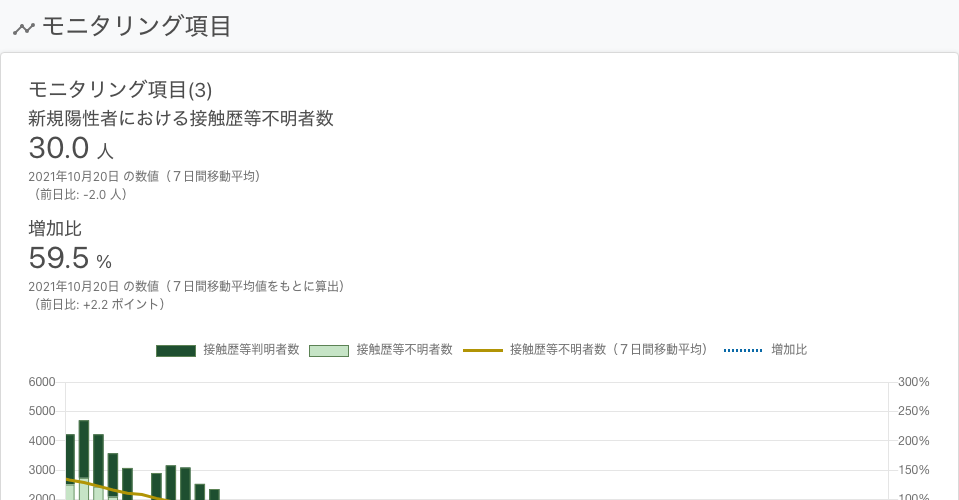 モニタリング項目
モニタリング項目(3)
新規陽性者における接触歴等不明者数
30.0 人
2021年10月20日 の数値（７日間移動平均）
（前日比: -2.0 人）
増加比
59.5 %
2021年10月20日 の数値（７日間移動平均値をもとに算出）
（前日比: +2.2 ポイント）
接触歴等判明者数 接触歴等不明者数 接触歴等不明者数（７日間移動平均） 増加比
6000 300%
5000 250%
4000 200%
3000 150%
2000 100%